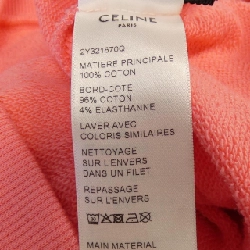 CELINE
PARIS
2Y321670Q
MATIERE PRINCIPALE
100% COTON
BORD-COTE
96% COTON
4% ELASTHANNE
LAVER AVEC
COLORIS SIMILAIRES
NETTOYAGE
SUR L'ENVERS
DANS UN FILET
REPASSAGE
SUR L'ENVERS
MAIN MATERIAL